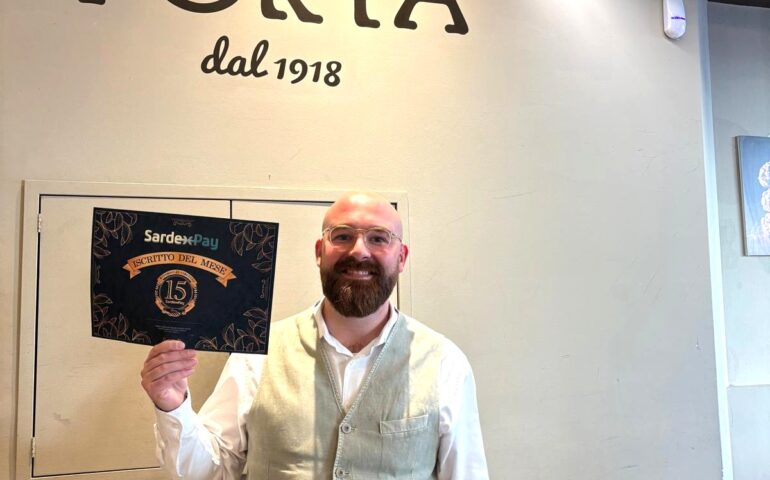 dal 1918
SardexPay
ISCRITTO DEL MESE
15